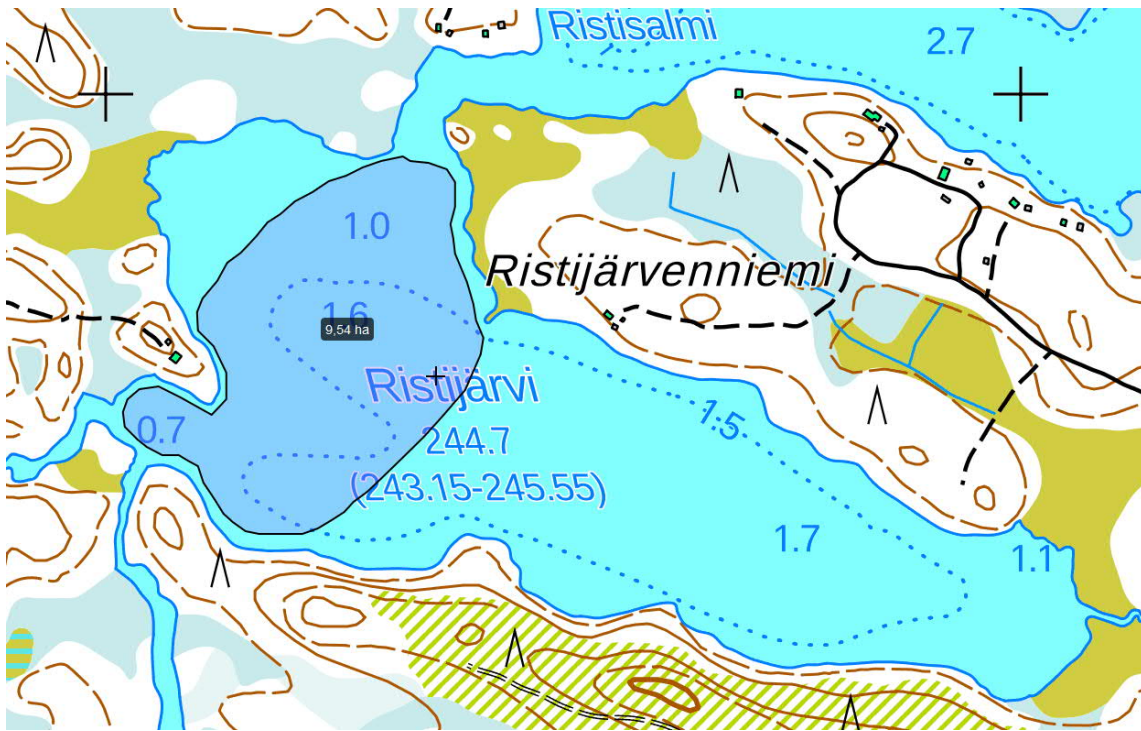 Ristisalmi
2.7
1.0
Ristijärvenniemi
1.6
9,54 ha
Ristijärvi
0.7
244.7
1.5
(243.15-245.55)
1.7
1.1